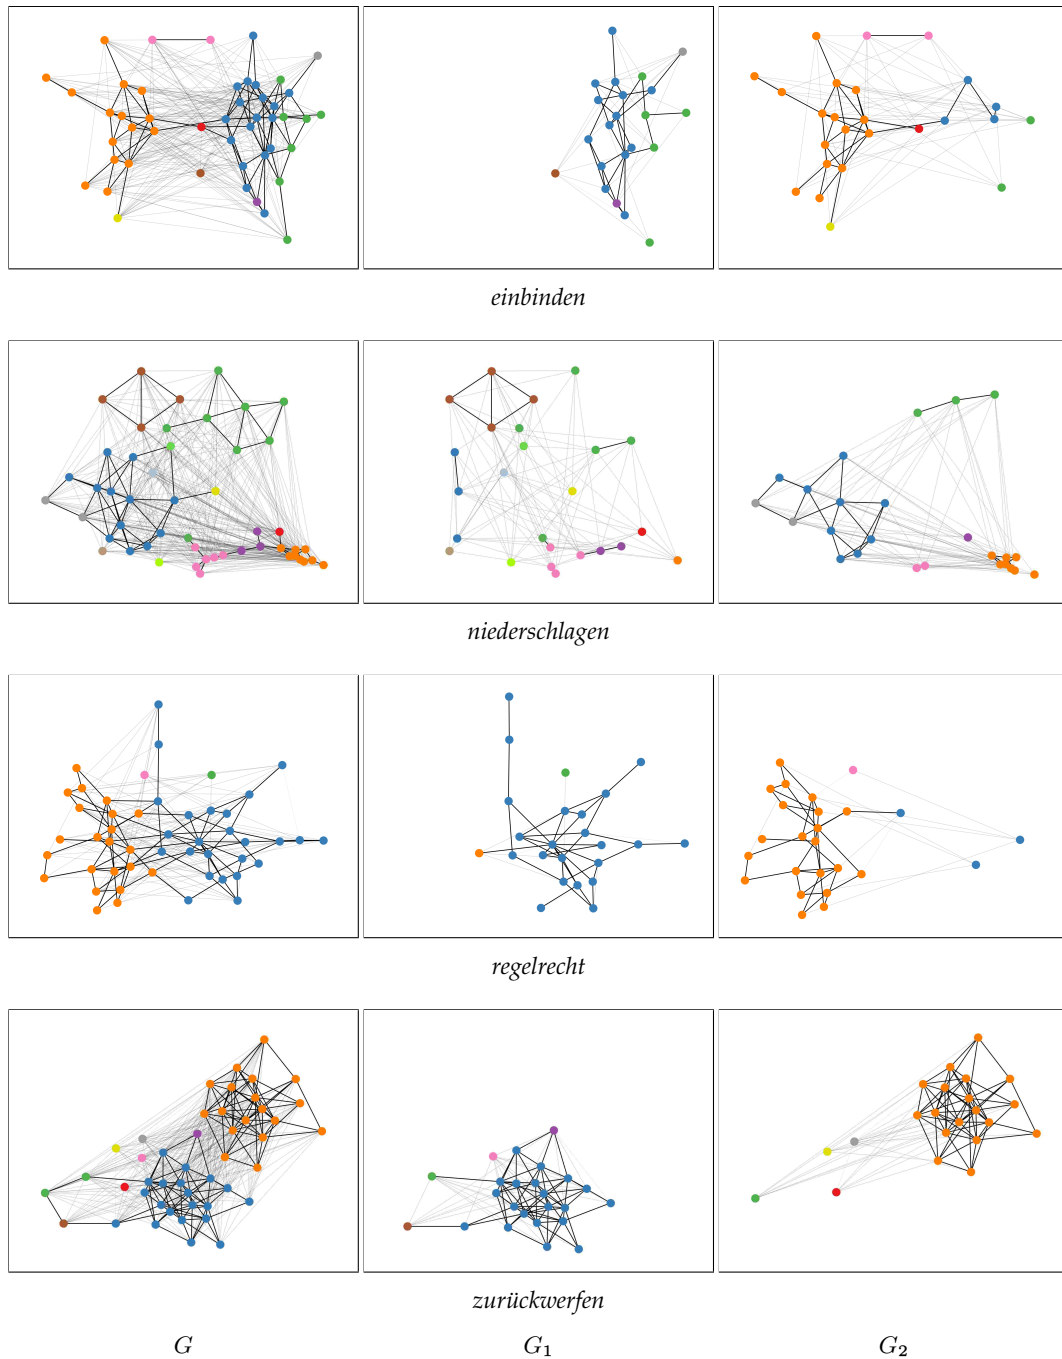 einbinden
niederschlagen
regelrecht
zurückwerfen
G G₁ G₂